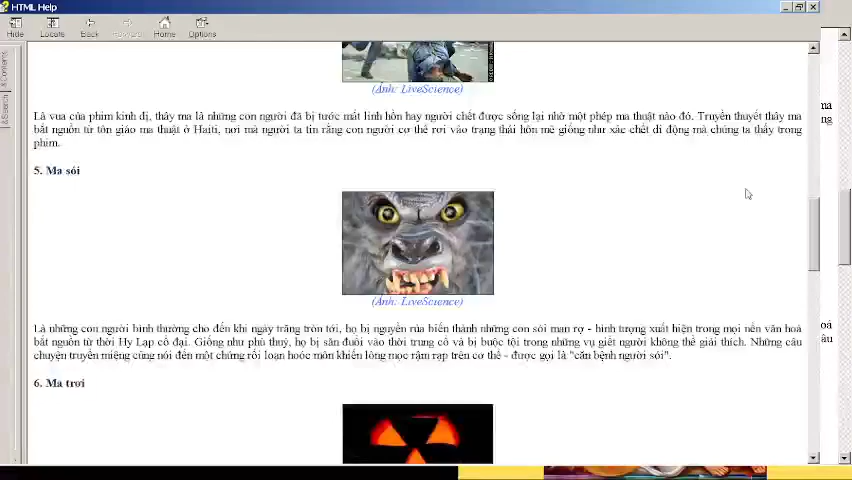 HTML Help
Hide Locate Back Forward Home Options
Contents
Search
(Ảnh: LiveScience)
Là vua của phim kinh dị, thây ma là những con người đã bị tước mất linh hồn hay người chết được sống lại nhờ một phép ma thuật nào đó. Truyền thuyết thây ma
bắt nguồn từ tôn giáo ma thuật ở Haiti, nơi mà người ta tin rằng con người có thể rơi vào trạng thái hôn mê giống như xác chết di động mà chúng ta thấy trong
phim.
5. Ma sói
(Ảnh: LiveScience)
Là những con người bình thường cho đến khi ngày trăng tròn tới, họ bị nguyền rủa biến thành những con sói man rợ - hình tượng xuất hiện trong mọi nền văn hoá
bắt nguồn từ thời Hy Lạp cổ đại. Giống như phù thuỷ, họ bị săn đuổi vào thời trung cổ và bị buộc tội trong những vụ giết người không thể giải thích. Những câu
chuyện truyền miệng cũng nói đến một chứng rối loạn hoóc môn khiến lông mọc rậm rạp trên cơ thể - được gọi là "căn bệnh người sói".
6. Ma trơi
ma